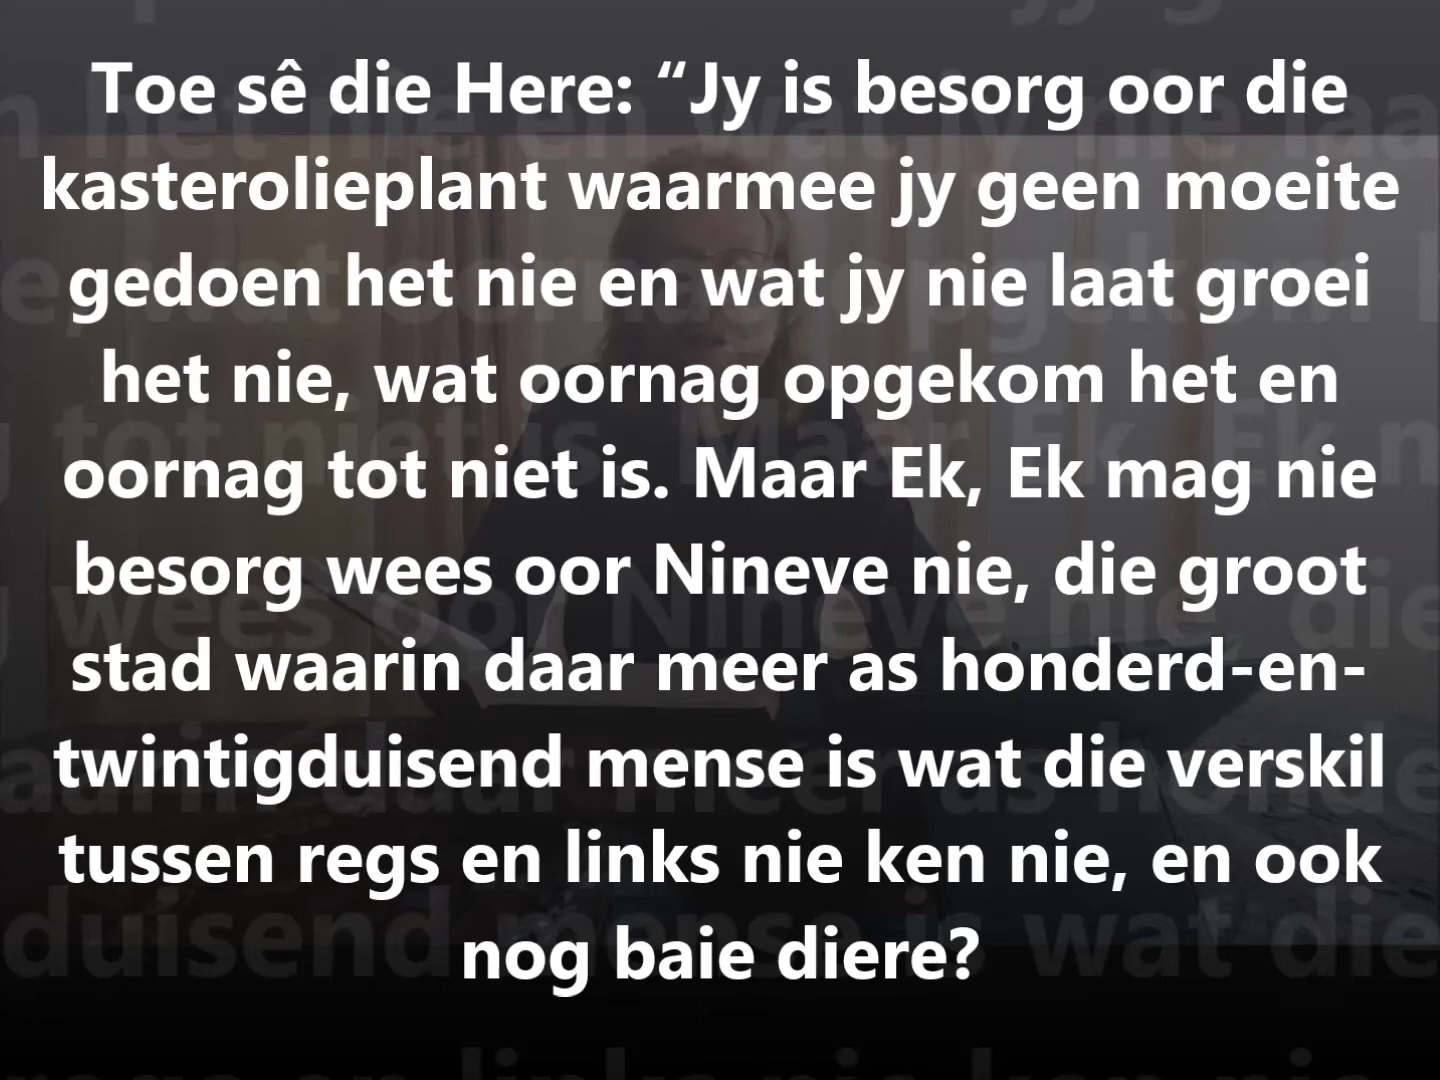 Toe sê die Here: “Jy is besorg oor die
kasterolieplant waarmee jy geen moeite
gedoen het nie en wat jy nie laat groei
het nie, wat oornag opgekom het en
oornag tot niet is. Maar Ek, Ek mag nie
besorg wees oor Nineve nie, die groot
stad waarin daar meer as honderd-en-
twintigduisend mense is wat die verskil
tussen regs en links nie ken nie, en ook
nog baie diere?